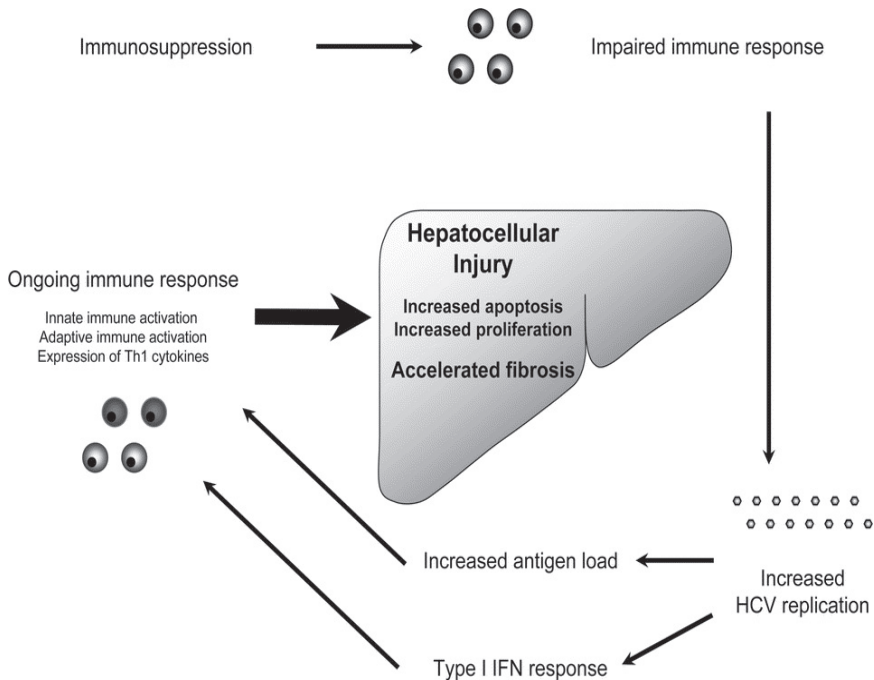 Immunosuppression
Impaired immune response
Hepatocellular
Injury
Increased apoptosis
Increased proliferation
Accelerated fibrosis
Ongoing immune response
Innate immune activation
Adaptive immune activation
Expression of Th1 cytokines
Increased antigen load
Increased
HCV replication
Type I IFN response